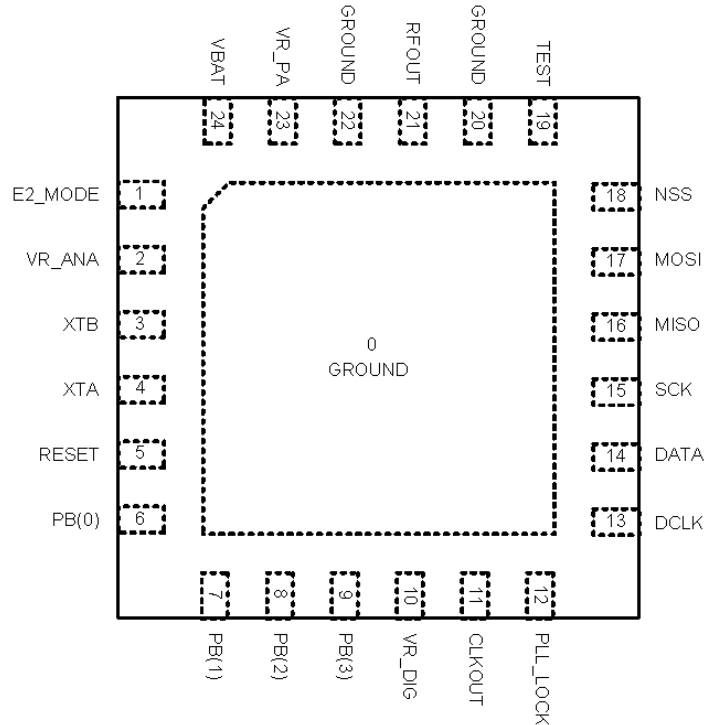 VBAT
VR_PA
GROUND
RFOUT
GROUND
TEST
24
23
22
21
20
19
E2_MODE 1
VR_ANA 2
XTB 3
XTA 4
RESET 5
PB(0) 6
0
GROUND
18 NSS
17 MOSI
16 MISO
15 SCK
14 DATA
13 DCLK
7
8
9
10
11
12
PB(1)
PB(2)
PB(3)
VR_DIG
CLKOUT
PLL_LOCK